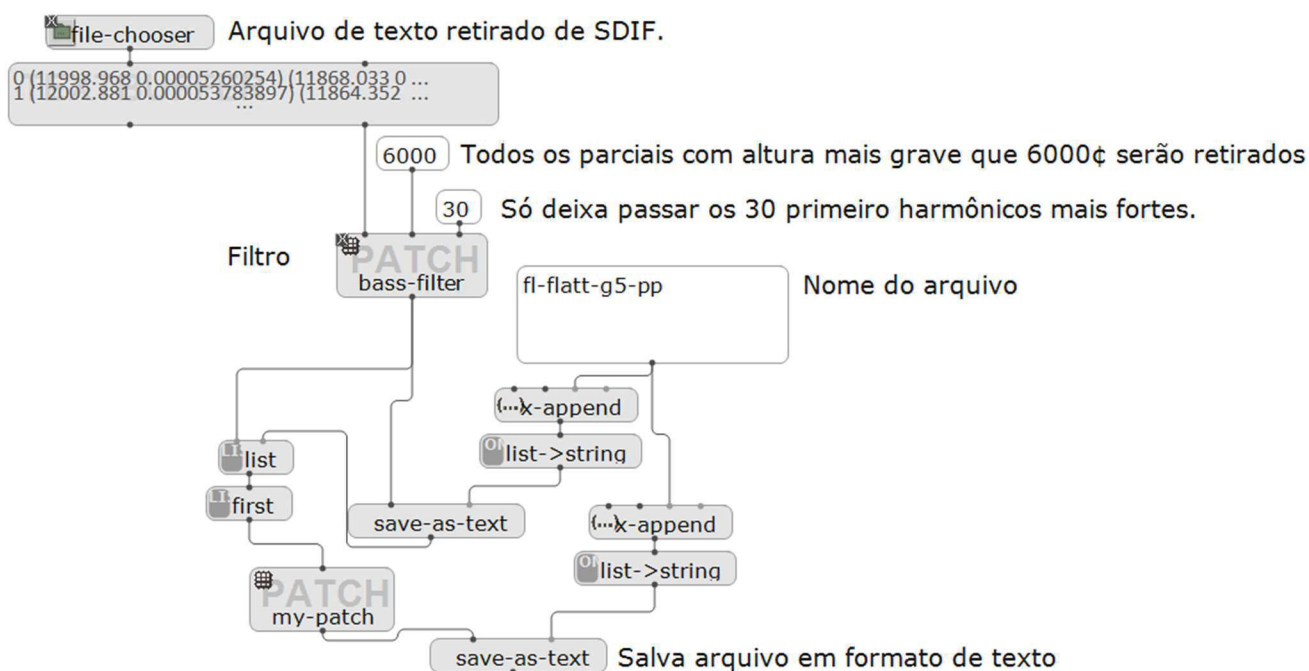 file-chooser Arquivo de texto retirado de SDIF.
0 (11998.968 0.00005260254) (11868.033 0 ...
1 (12002.881 0.000053783897) (11864.352 ...
...
6000 Todos os parciais com altura mais grave que 6000¢ serão retirados
30 Só deixa passar os 30 primeiro harmônicos mais fortes.
Filtro
PATCH
bass-filter
fl-flatt-g5-pp
Nome do arquivo
x-append
list
list->string
first
save-as-text
x-append
list->string
PATCH
my-patch
save-as-text Salva arquivo em formato de texto